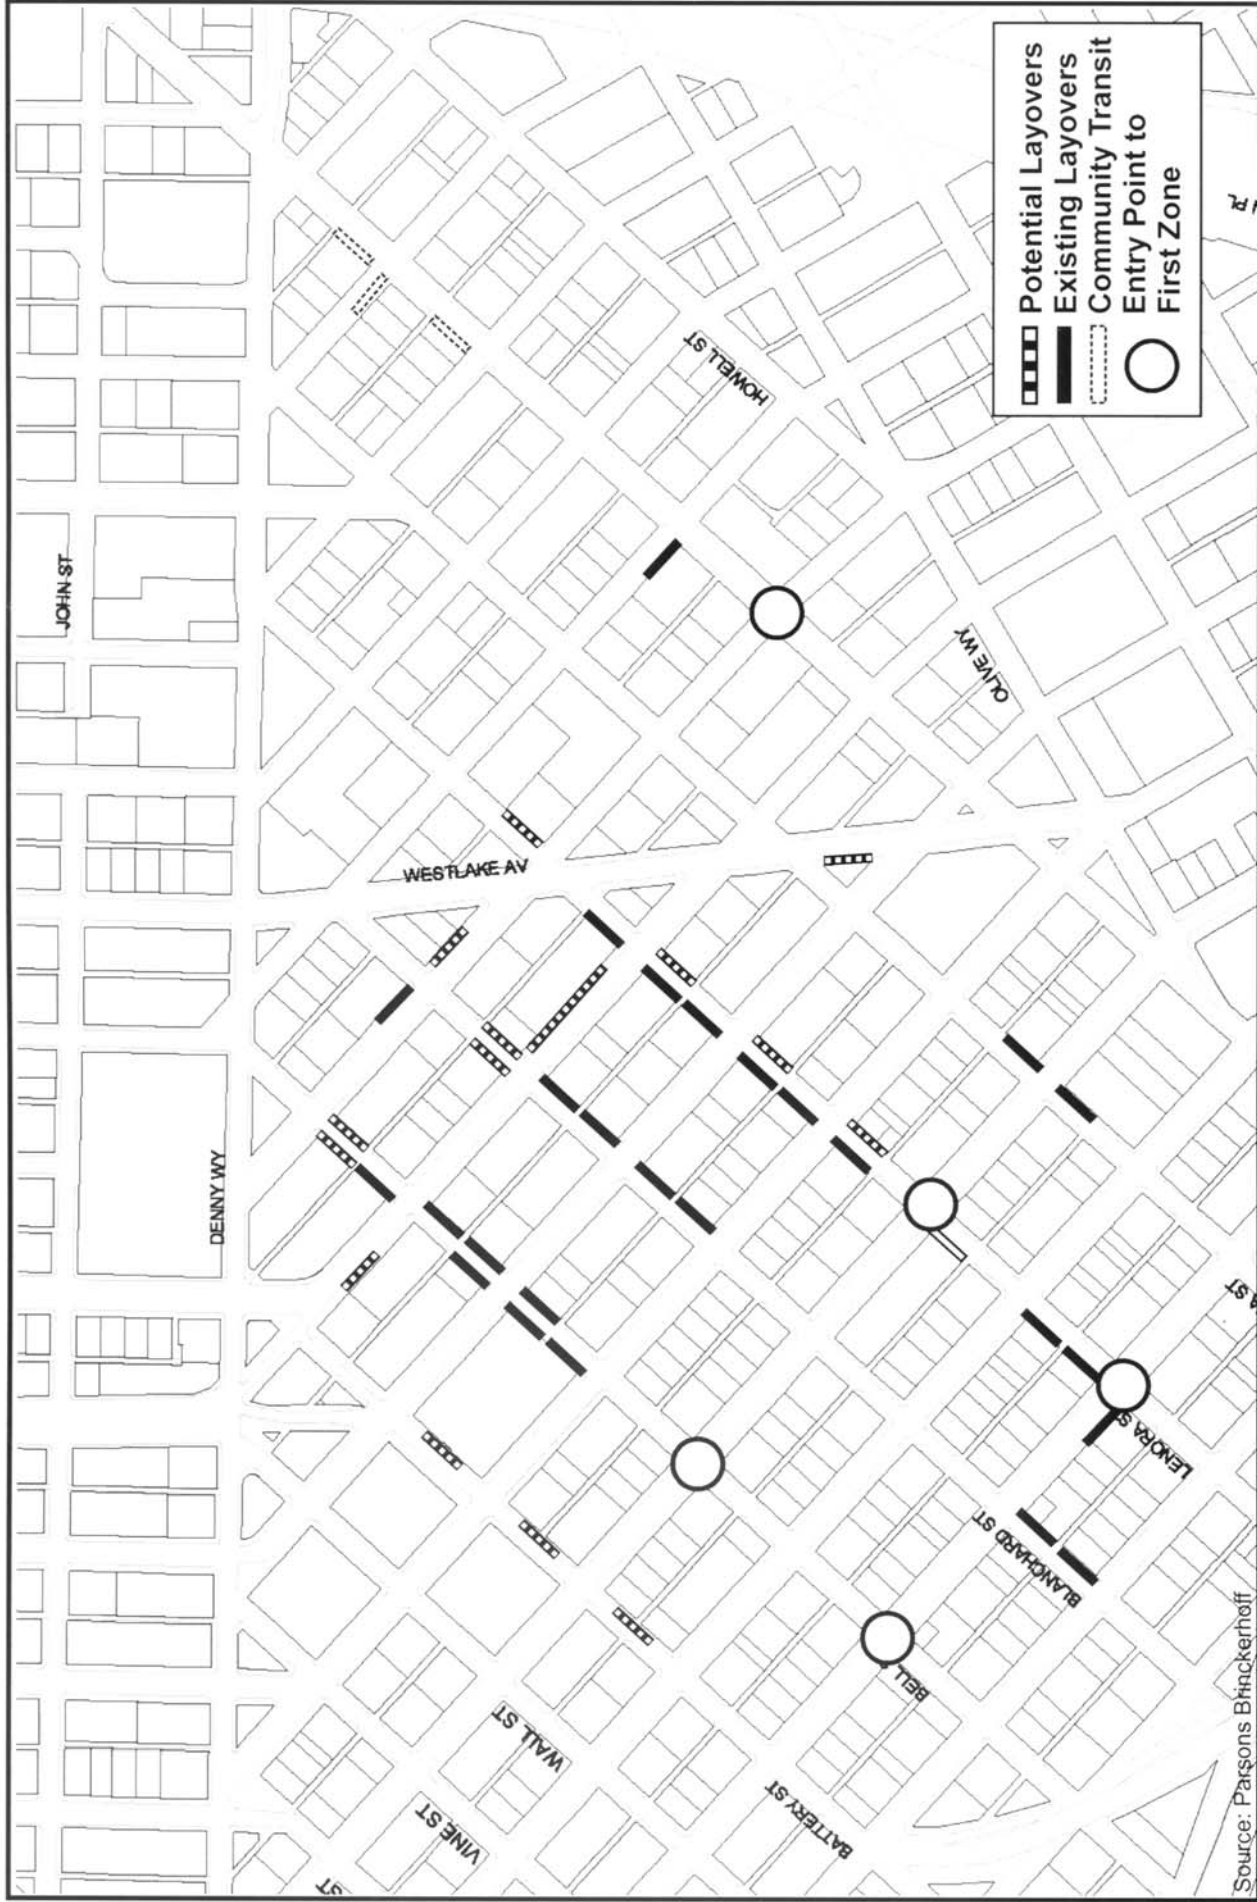 Potential Layovers
Existing Layovers
Community Transit
Entry Point to
First Zone
JOHN ST
DENNY WY
WESTLAKE AV
HOWELL ST
OLIVE WY
LENORA S
BLANCHARD ST
BELL
BATTERY ST
WALL ST
VINE ST
ST
A ST
Pl
Source: Parsons Brinckerhoff